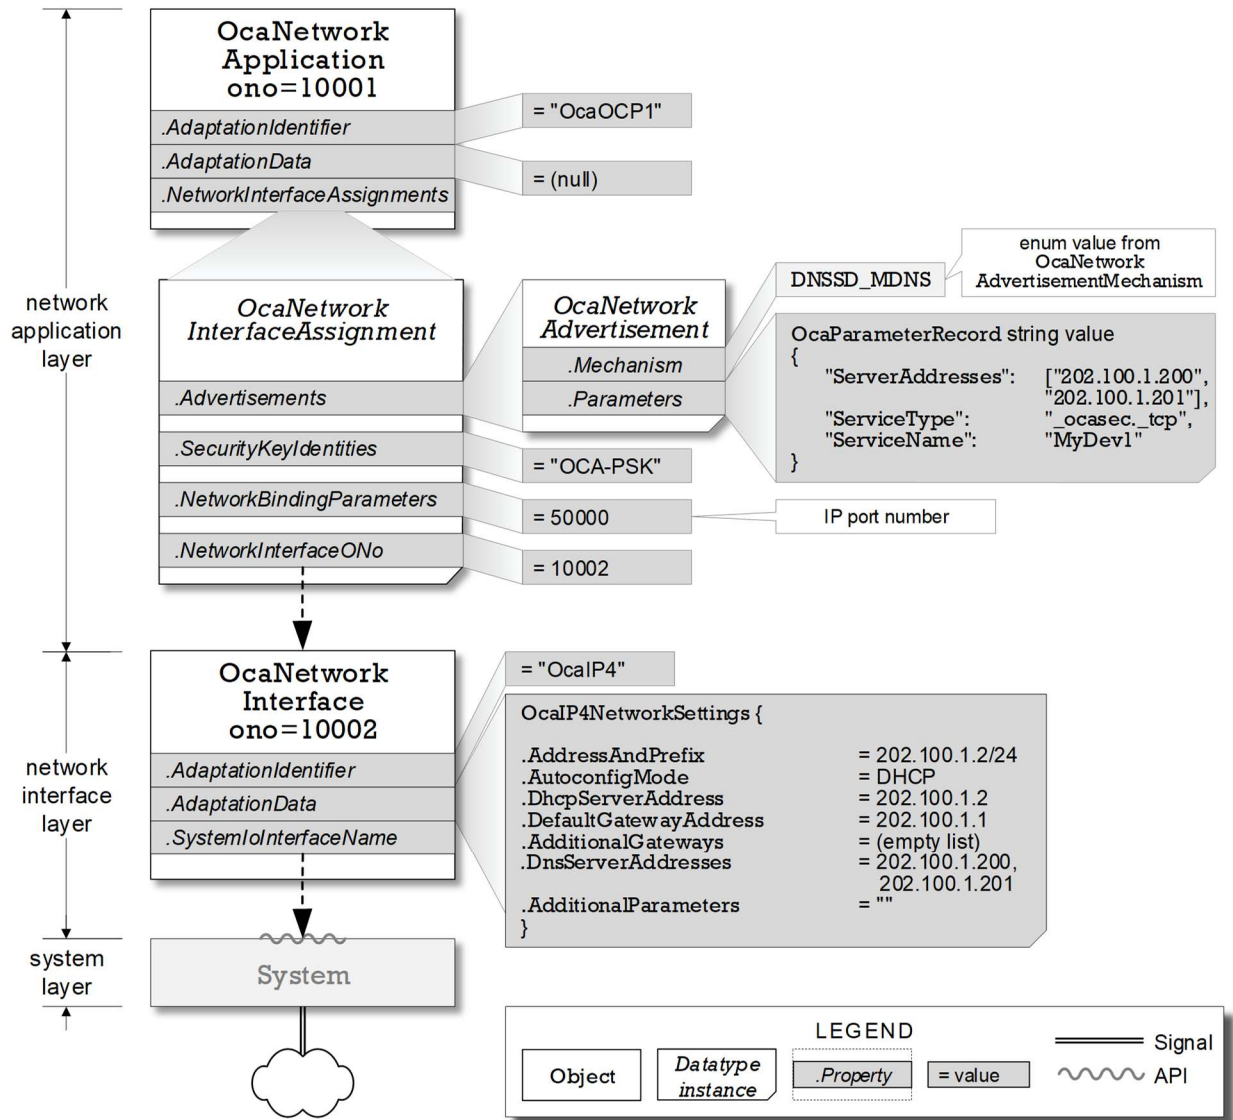 OcaNetwork
Application
ono=10001
.AdaptationIdentifier
= "OcaOCP1"
.AdaptationData
= (null)
.NetworkInterfaceAssignments
network
application
layer
OcaNetwork
InterfaceAssignment
.Advertisements
.SecurityKeyIdentities
.NetworkBindingParameters
.NetworkInterfaceONo
OcaNetwork
Advertisement
.Mechanism
.Parameters
DNSSD_MDNS
enum value from
OcaNetwork
AdvertisementMechanism
OcaParameterRecord string value
{
"ServerAddresses": ["202.100.1.200",
"202.100.1.201"],
"ServiceType": "_ocasec._tcp",
"ServiceName": "MyDev1"
}
= "OCA-PSK"
= 50000
IP port number
= 10002
network
interface
layer
OcaNetwork
Interface
ono=10002
.AdaptationIdentifier
.AdaptationData
.SystemIoInterfaceName
= "OcaIP4"
OcaIP4NetworkSettings {
.AddressAndPrefix = 202.100.1.2/24
.AutoconfigMode = DHCP
.DhcpServerAddress = 202.100.1.2
.DefaultGatewayAddress = 202.100.1.1
.AdditionalGateways = (empty list)
.DnsServerAddresses = 202.100.1.200,
202.100.1.201
.AdditionalParameters = ""
}
system
layer
System
LEGEND
Object
Datatype
instance
.Property
= value
Signal
API